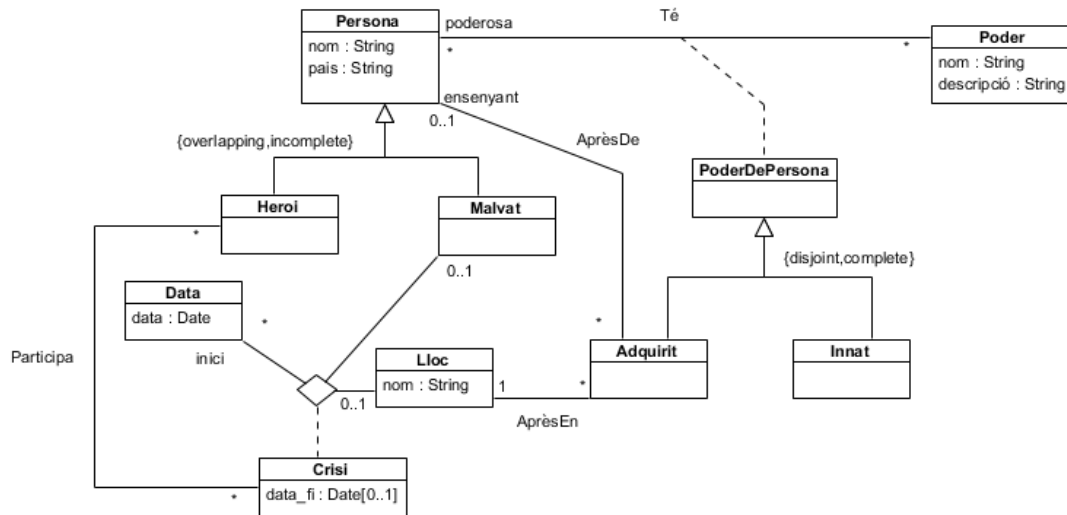 Persona
nom : String
pais : String
poderosa
*
Té
*
Poder
nom : String
descripció : String
ensenyant
0..1
AprèsDe
{overlapping,incomplete}
PoderDePersona
Heroi
Malvat
*
0..1
{disjoint,complete}
Data
data : Date
*
inici
Participa
Lloc
nom : String
0..1
1
*
*
Adquirit
Innat
AprèsEn
Crisi
data_fi : Date[0..1]
*